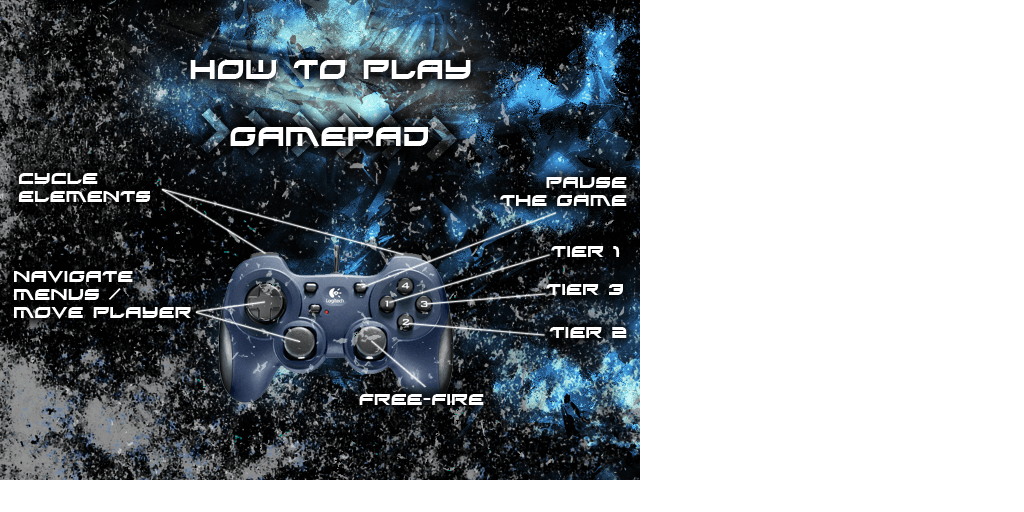 HOW TO PLAY
GAMEPAD
CYCLE
ELEMENTS
PAUSE
THE GAME
TIER 1
NAVIGATE
MENUS /
MOVE PLAYER
TIER 3
TIER 2
FREE-FIRE
Logitech
4
1
3
2